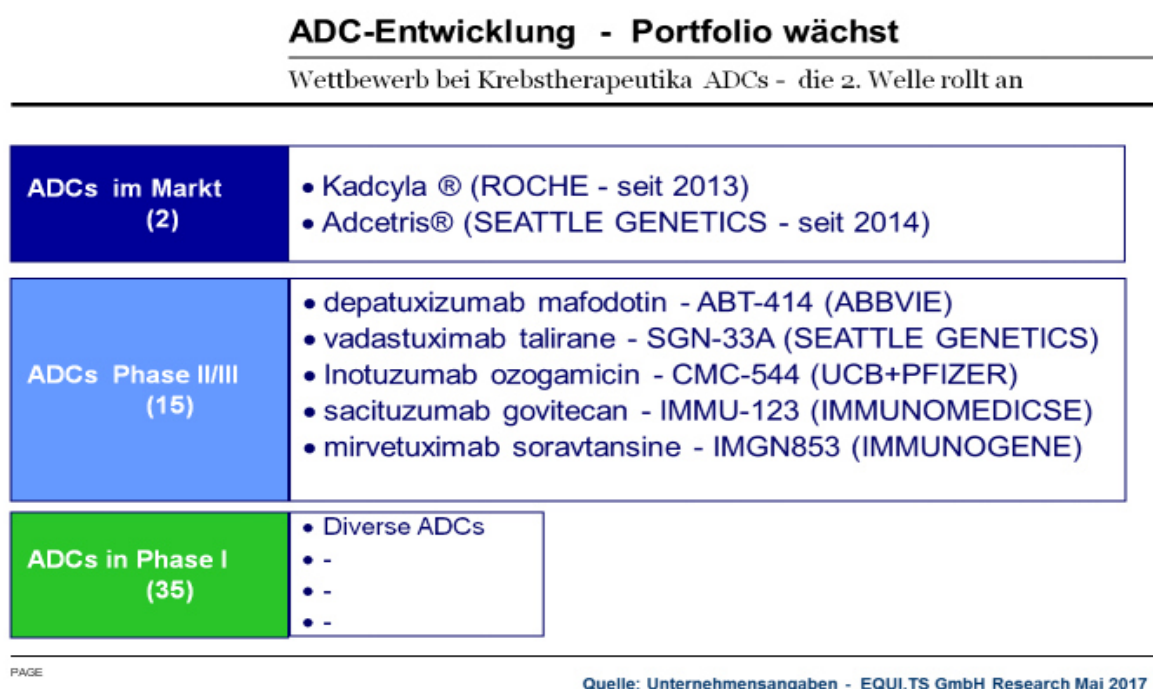 ADC-Entwicklung - Portfolio wächst
Wettbewerb bei Krebstherapeutika ADCs - die 2. Welle rollt an
ADCs im Markt
(2)
• Kadcyla ® (ROCHE - seit 2013)
• Adcetris® (SEATTLE GENETICS - seit 2014)
ADCs Phase II/III
(15)
• depatuxizumab mafodotin - ABT-414 (ABBVIE)
• vadastuximab talirane - SGN-33A (SEATTLE GENETICS)
• Inotuzumab ozogamicin - CMC-544 (UCB+PFIZER)
• sacituzumab govitecan - IMMU-123 (IMMUNOMEDICSE)
• mirvetuximab soravtansine - IMGN853 (IMMUNOGENE)
ADCs in Phase I
(35)
• Diverse ADCs
• -
• -
• -
PAGE
Quelle: Unternehmensangaben - EQUI.TS GmbH Research Mai 2017